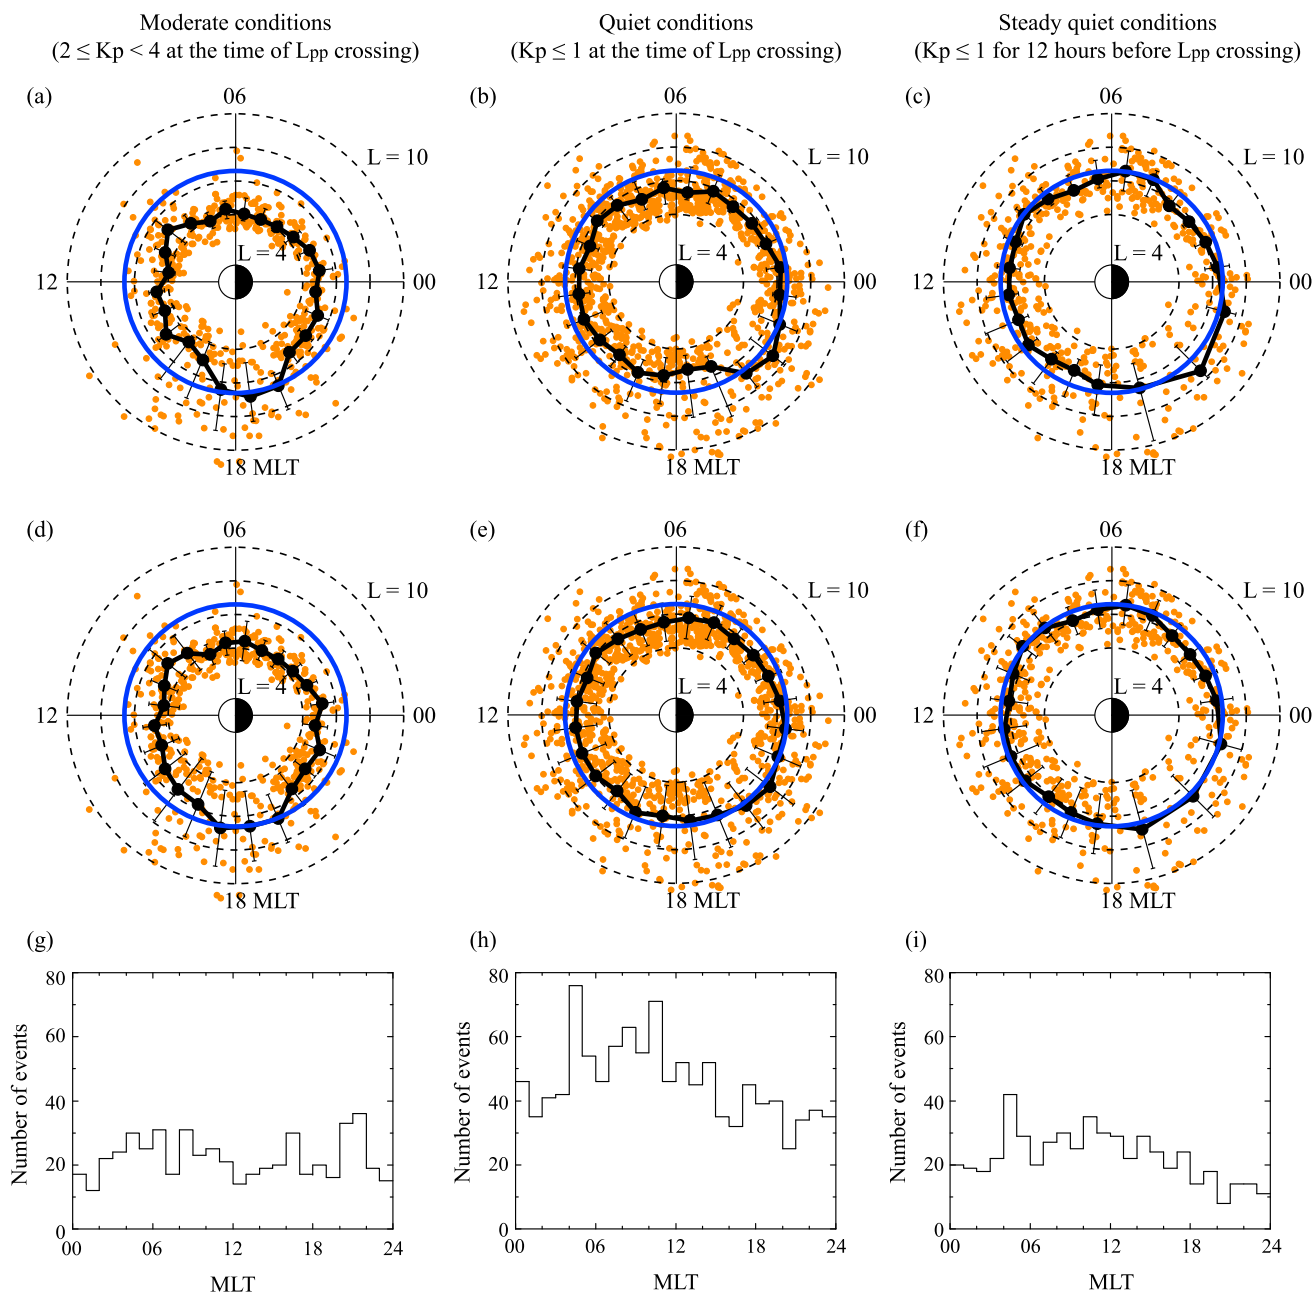 Moderate conditions
(2 ≤ Kp < 4 at the time of Lpp crossing)
Quiet conditions
(Kp ≤ 1 at the time of Lpp crossing)
Steady quiet conditions
(Kp ≤ 1 for 12 hours before Lpp crossing)
(a)
06
L = 10
L = 4
12
00
18 MLT
(b)
06
L = 10
L = 4
12
00
18 MLT
(c)
06
L = 10
L = 4
12
00
18 MLT
(d)
06
L = 10
L = 4
12
00
18 MLT
(e)
06
L = 10
L = 4
12
00
18 MLT
(f)
06
L = 10
L = 4
12
00
18 MLT
(g)
Number of events
80
60
40
20
0
00
06
12
18
24
MLT
(h)
Number of events
80
60
40
20
0
00
06
12
18
24
MLT
(i)
Number of events
80
60
40
20
0
00
06
12
18
24
MLT